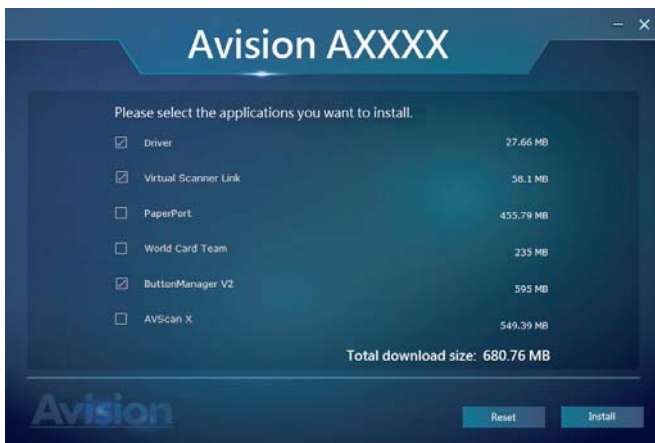 Avision AXXXX
Please select the applications you want to install.
Driver 27.66 MB
Virtual Scanner Link 58.1 MB
PaperPort 455.79 MB
World Card Team 235 MB
ButtonManager V2 595 MB
AVScan X 549.39 MB
Total download size: 680.76 MB
Avision
Reset Install